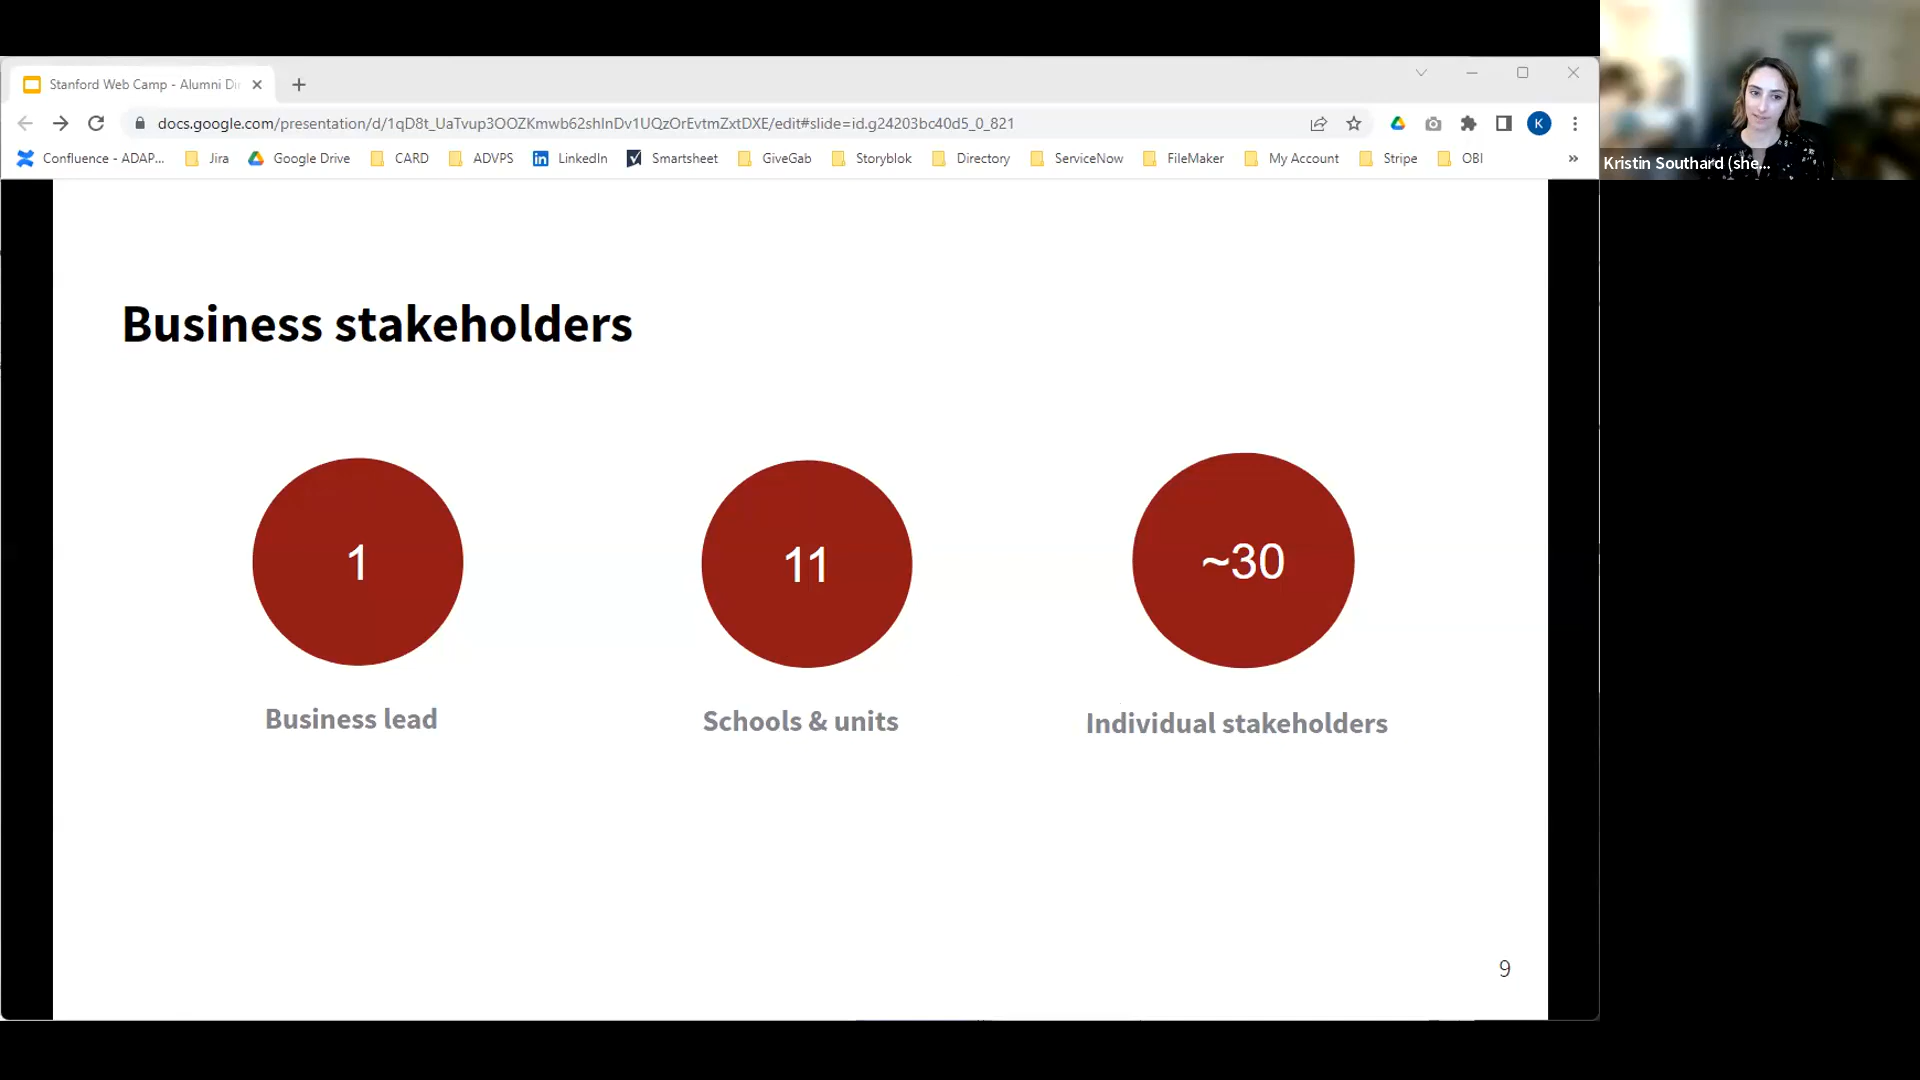 Stanford Web Camp - Alumni Dir
docs.google.com/presentation/d/1qD8t_UaTvup3OOZKmwb62shInDv1UQzOrEvtmZxtDXE/edit#slide=id.g24203bc40d5_0_821
K
Confluence - ADAP... Jira Google Drive CARD ADVPS LinkedIn Smartsheet GiveGab Storyblok Directory ServiceNow FileMaker My Account Stripe OBI »
Kristin Southard (she...
Business stakeholders
1 11 ~30
Business lead Schools & units Individual stakeholders
9